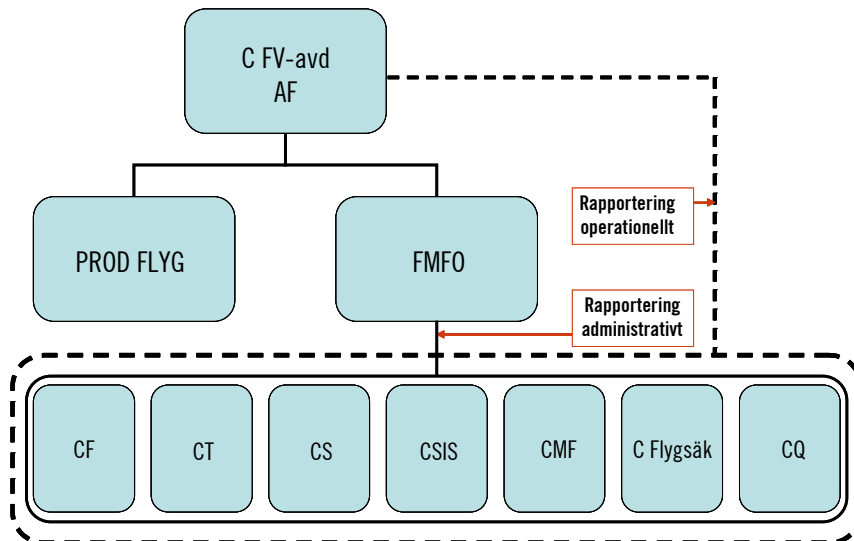 C FV-avd
AF
PROD FLYG
FMFO
Rapportering
operationellt
Rapportering
administrativt
CF
CT
CS
CSIS
CMF
C Flygsäk
CQ